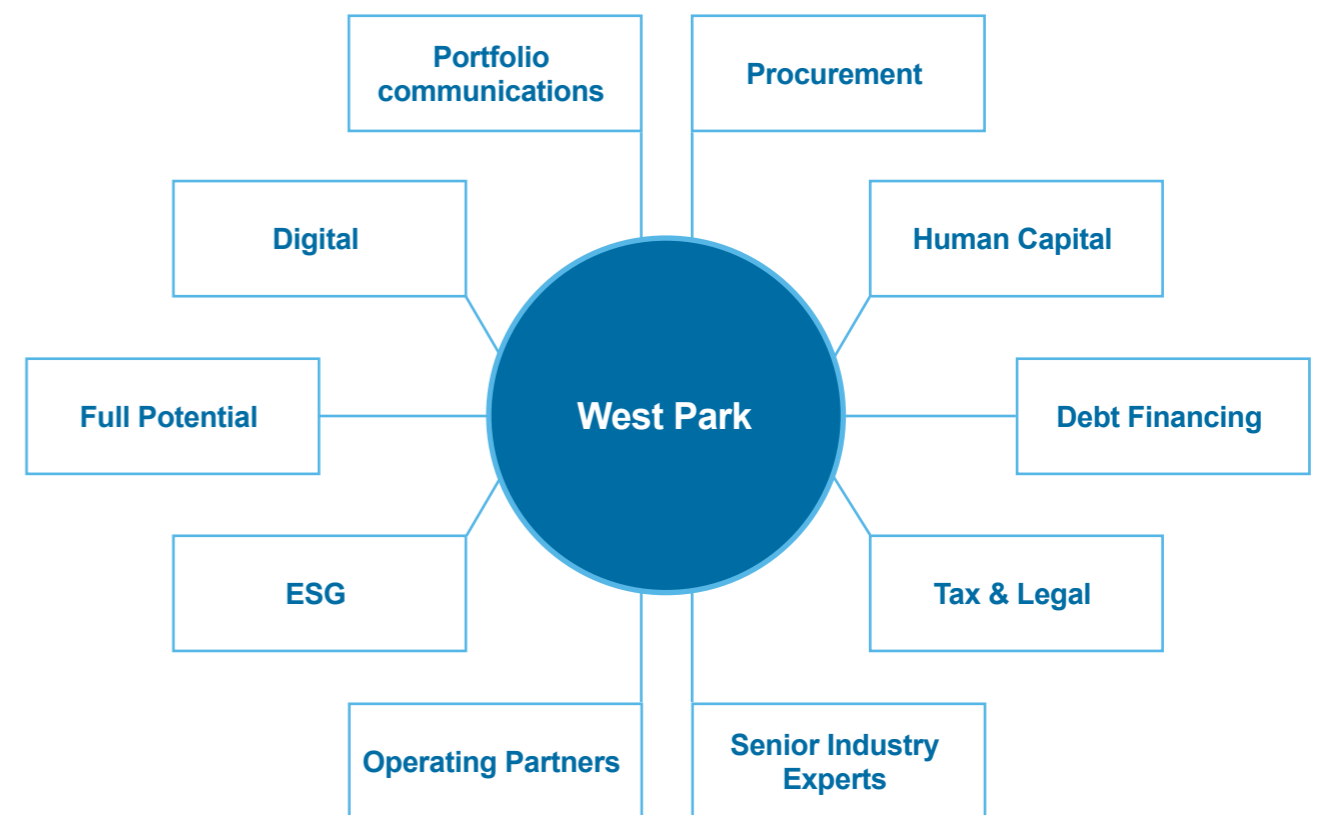 Portfolio
communications
Procurement
Digital
Human Capital
Full Potential
West Park
Debt Financing
ESG
Tax & Legal
Operating Partners
Senior Industry
Experts